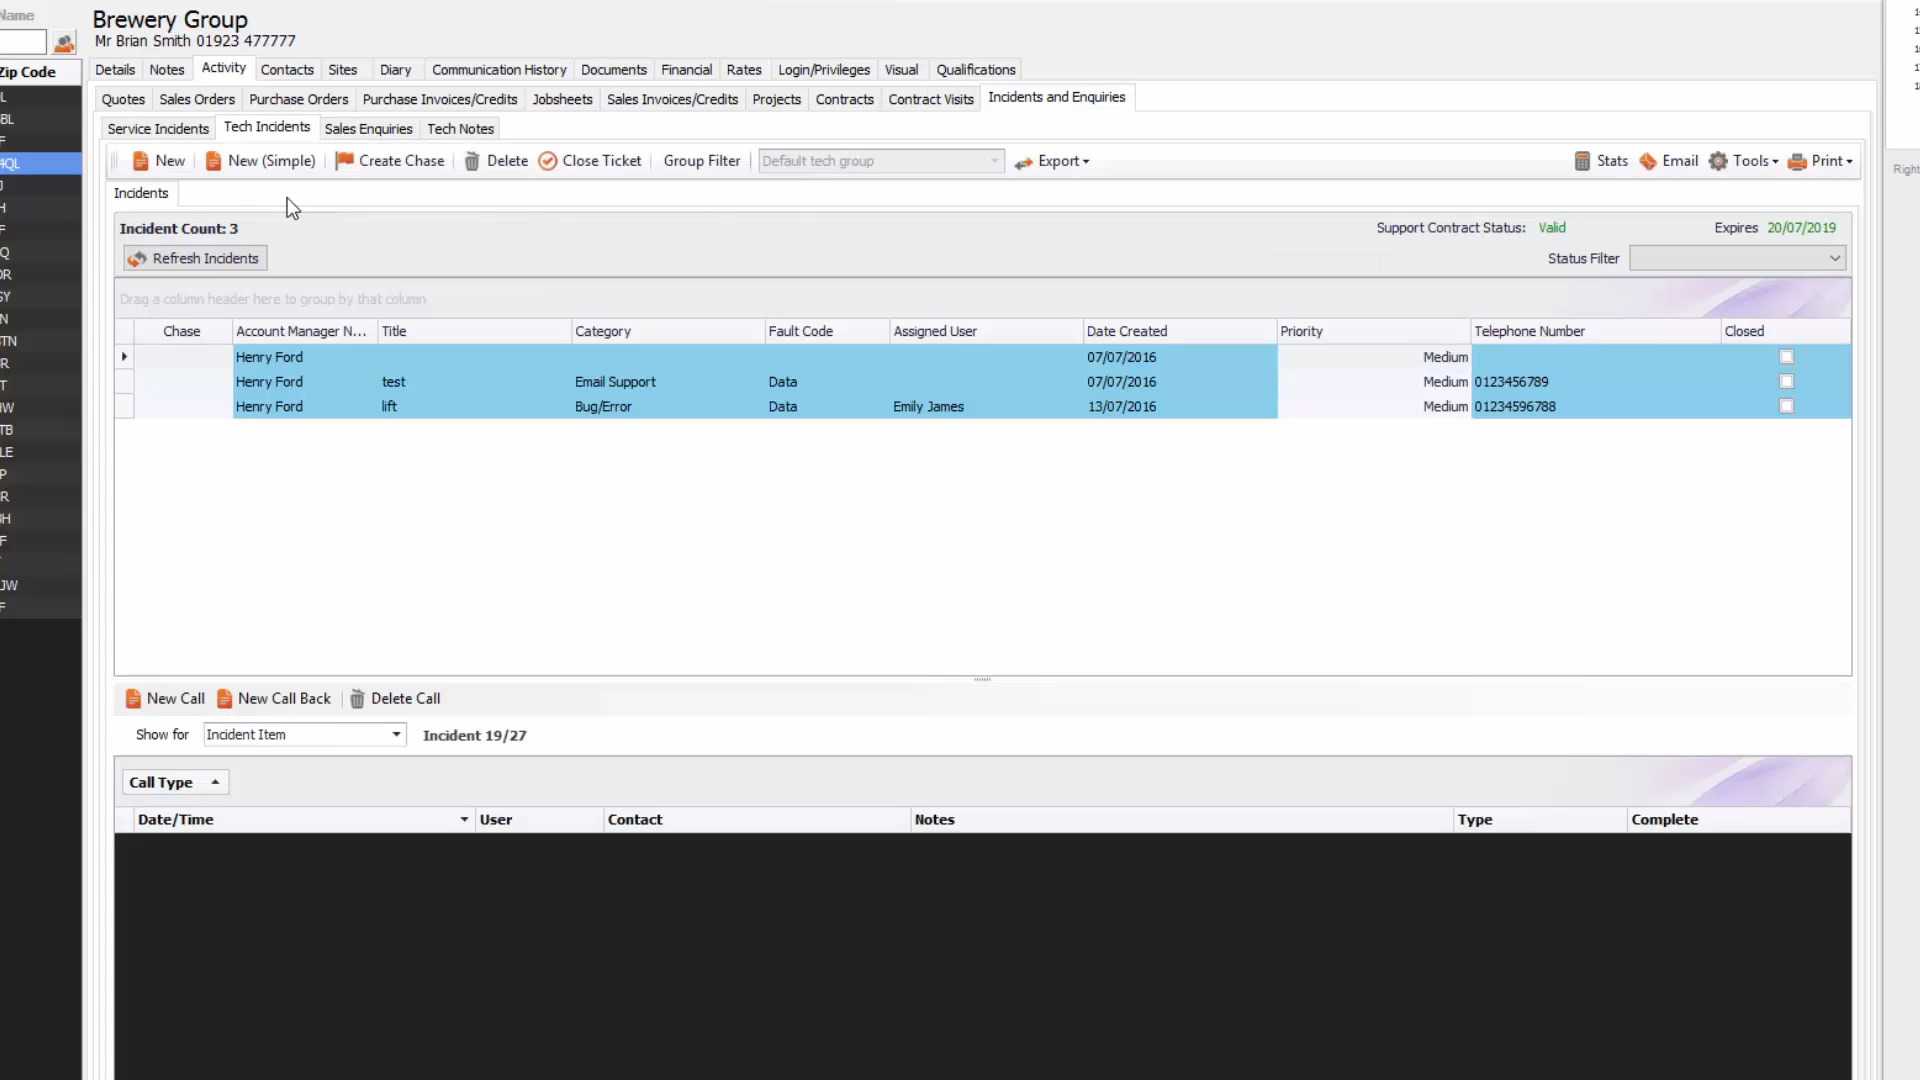 Name
Brewery Group
Mr Brian Smith 01923 477777
Zip Code
Details Notes Activity Contacts Sites Diary Communication History Documents Financial Rates Login/Privileges Visual Qualifications
Quotes Sales Orders Purchase Orders Purchase Invoices/Credits Jobsheets Sales Invoices/Credits Projects Contracts Contract Visits Incidents and Enquiries
Service Incidents Tech Incidents Sales Enquiries Tech Notes
New New (Simple) Create Chase Delete Close Ticket Group Filter Default tech group Export Stats Email Tools Print
Right
Incidents
Incident Count: 3 Support Contract Status: Valid Expires 20/07/2019
Refresh Incidents Status Filter
Drag a column header here to group by that column
Chase Account Manager N... Title Category Fault Code Assigned User Date Created Priority Telephone Number Closed
Henry Ford 07/07/2016 Medium
Henry Ford test Email Support Data 07/07/2016 Medium 0123456789
Henry Ford lift Bug/Error Data Emily James 13/07/2016 Medium 01234596788
New Call New Call Back Delete Call
Show for Incident Item Incident 19/27
Call Type
Date/Time User Contact Notes Type Complete